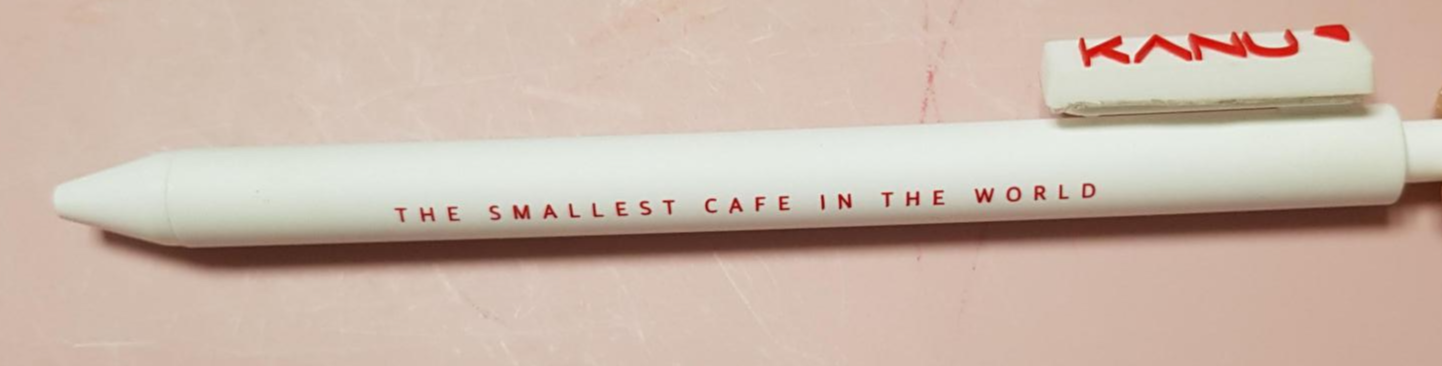 KANU
THE SMALLEST CAFE IN THE WORLD